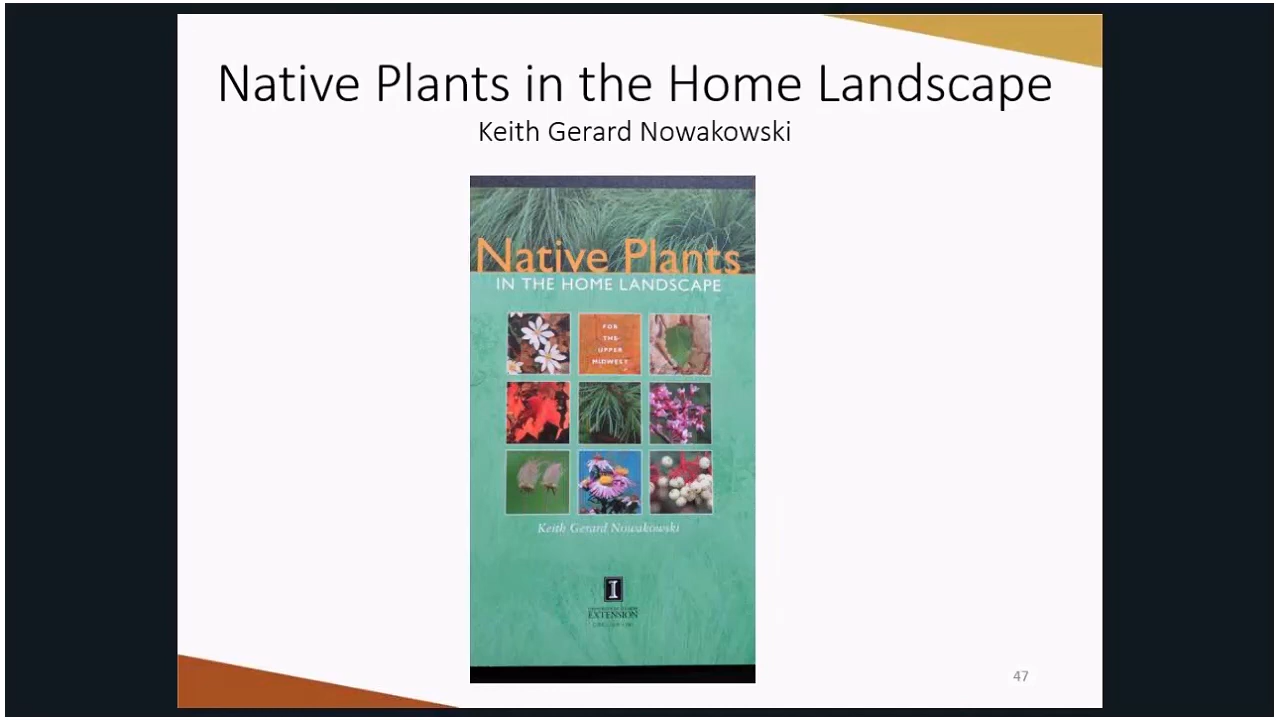 Native Plants in the Home Landscape
Keith Gerard Nowakowski
Native Plants
IN THE HOME LANDSCAPE
FOR
THE
UPPER
MIDWEST
Keith Gerard Nowakowski
I
EXTENSION
47